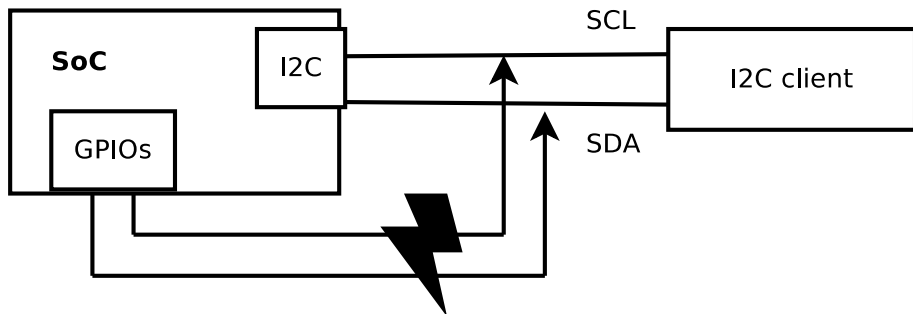 SCL
SoC
I2C
I2C client
GPIOs
SDA